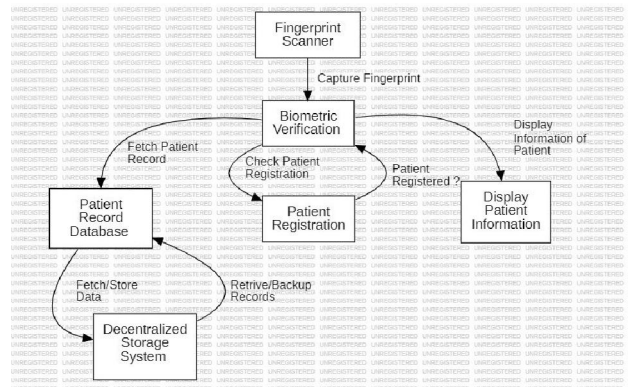 Fingerprint
Scanner
Capture Fingerprint
Biometric
Verification
Fetch Patient
Record
Check Patient
Registration
Patient
Registered ?
Display
Information of
Patient
Patient
Record
Database
Patient
Registration
Display
Patient
Information
Fetch/Store
Data
Retrive/Backup
Records
Decentralized
Storage
System
UNREGISTERED